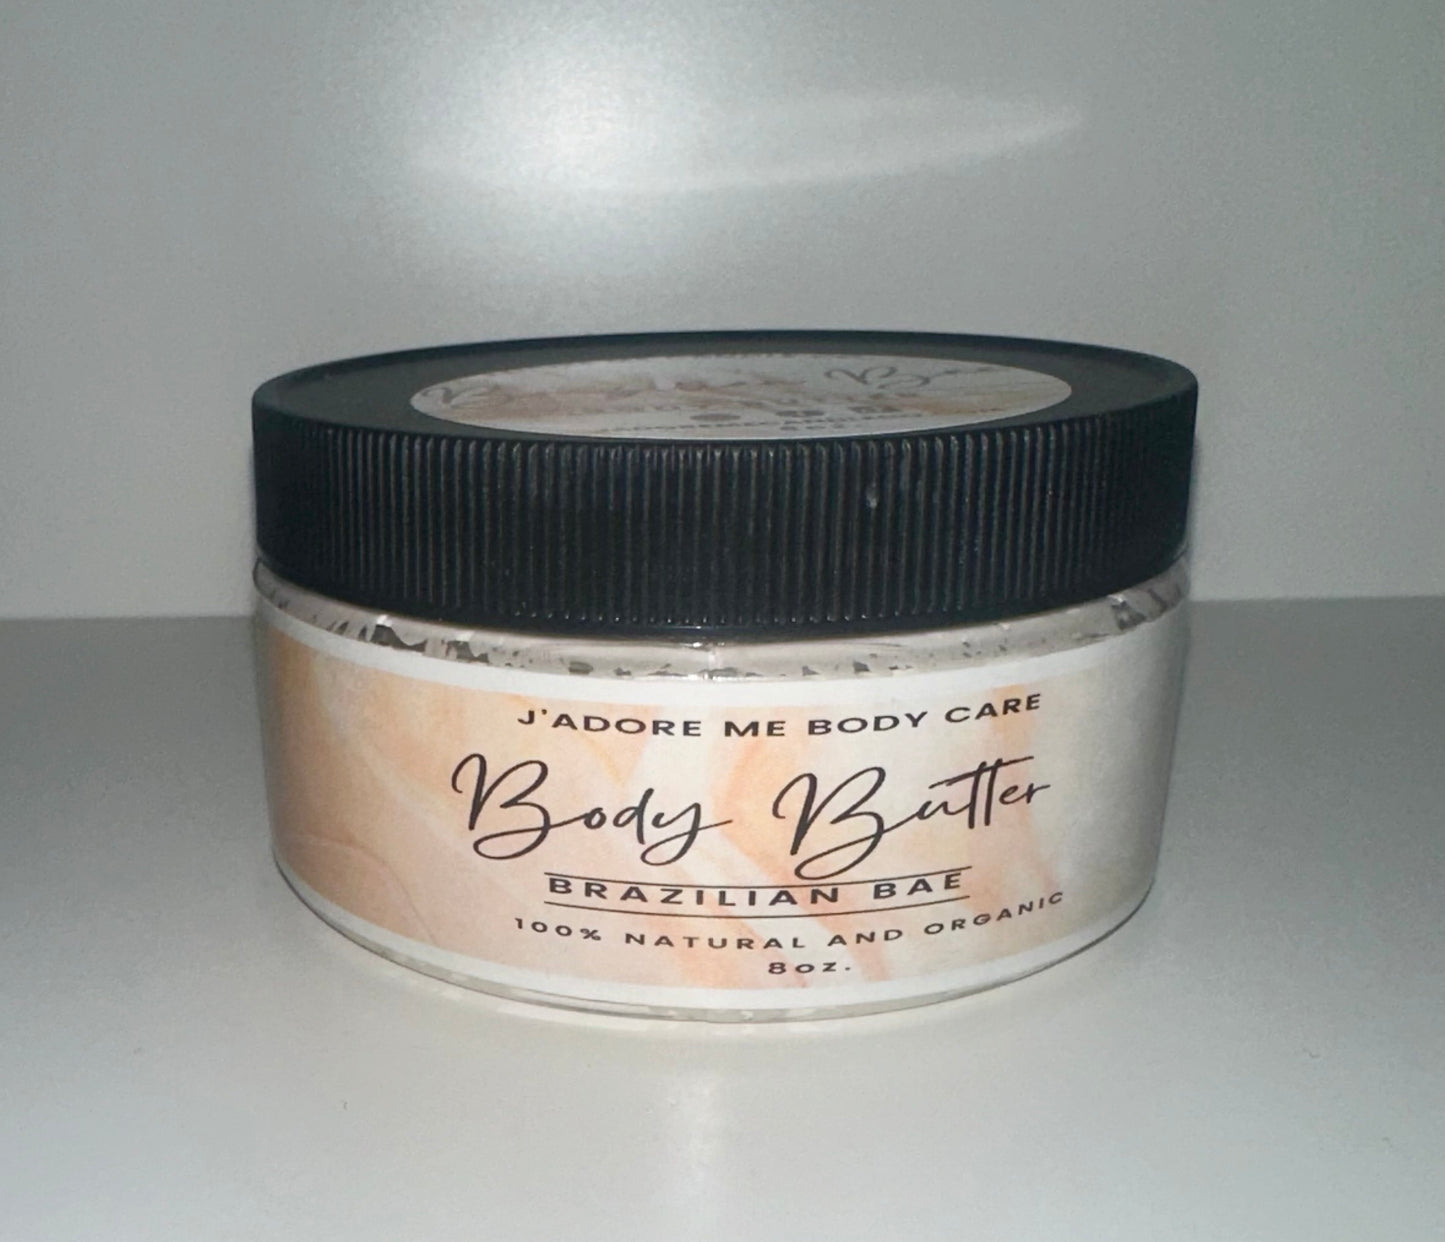 J'ADORE ME BODY CARE
Body Butter
BRAZILIAN BAE
100% NATURAL AND ORGANIC
8oz.